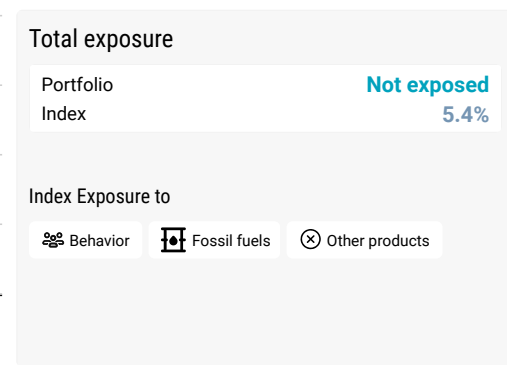 Total exposure
Portfolio Not exposed
Index 5.4%
Index Exposure to
Behavior Fossil fuels Other products